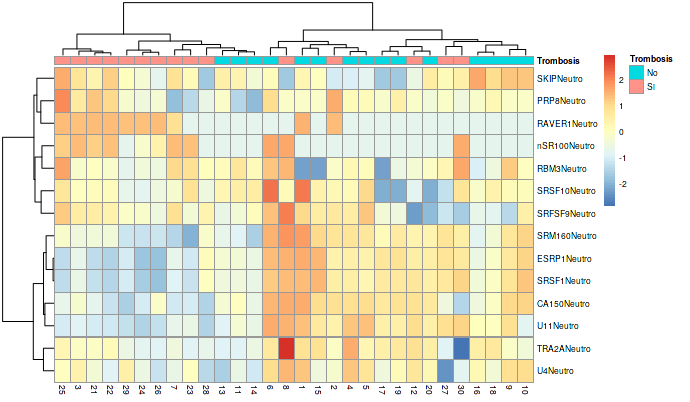 Trombosis
Trombosis
No
SI
SKIPNeutro
PRP8Neutro
RAVER1Neutro
nSR100Neutro
RBM3Neutro
SRSF10Neutro
SRFSF9Neutro
SRM160Neutro
ESRP1Neutro
SRSF1Neutro
CA150Neutro
U11Neutro
TRA2ANeutro
U4Neutro
2
1
0
-1
-2
25 3 21 22 29 24 26 7 23 28 13 11 14 6 8 1 15 2 4 5 17 19 12 20 27 30 16 18 9 10